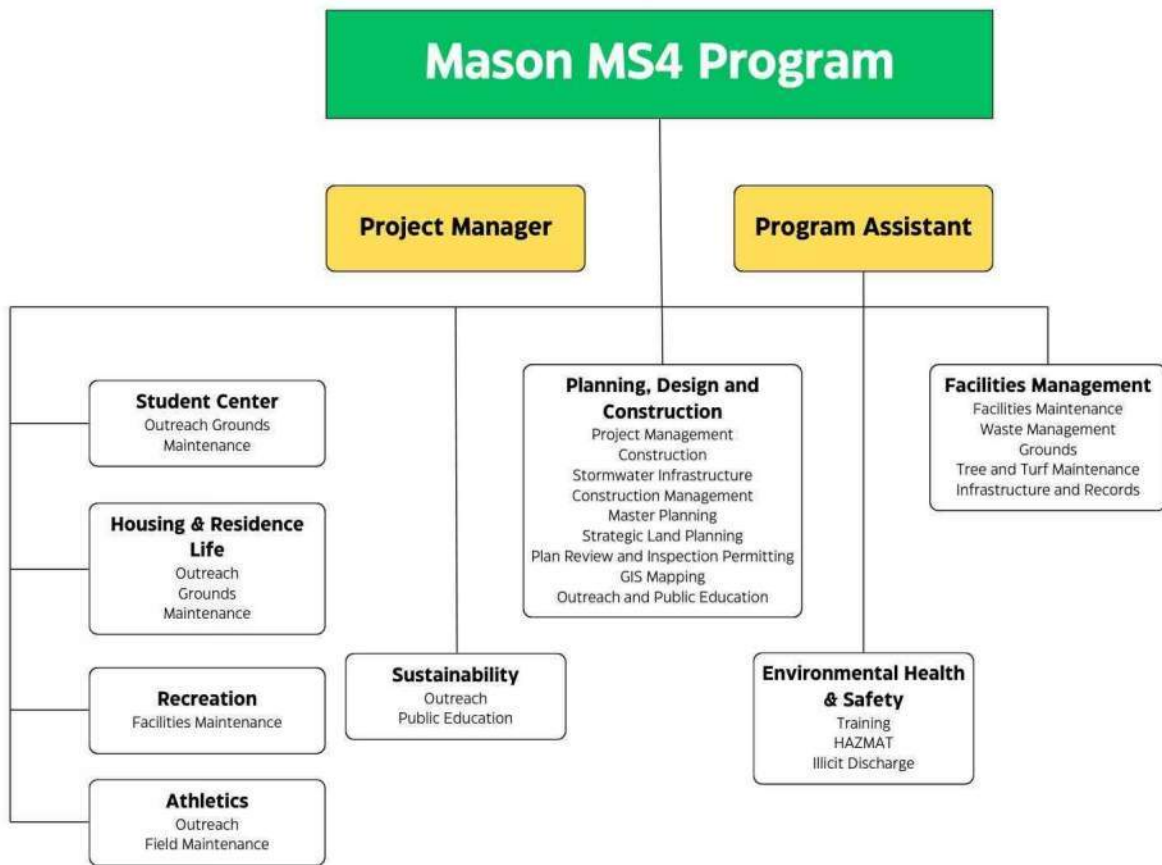 Mason MS4 Program
Project Manager
Program Assistant
Student Center
Outreach Grounds
Maintenance
Housing & Residence
Life
Outreach
Grounds
Maintenance
Recreation
Facilities Maintenance
Athletics
Outreach
Field Maintenance
Sustainability
Outreach
Public Education
Planning, Design and
Construction
Project Management
Construction
Stormwater Infrastructure
Construction Management
Master Planning
Strategic Land Planning
Plan Review and Inspection Permitting
GIS Mapping
Outreach and Public Education
Environmental Health
& Safety
Training
HAZMAT
Illicit Discharge
Facilities Management
Facilities Maintenance
Waste Management
Grounds
Tree and Turf Maintenance
Infrastructure and Records